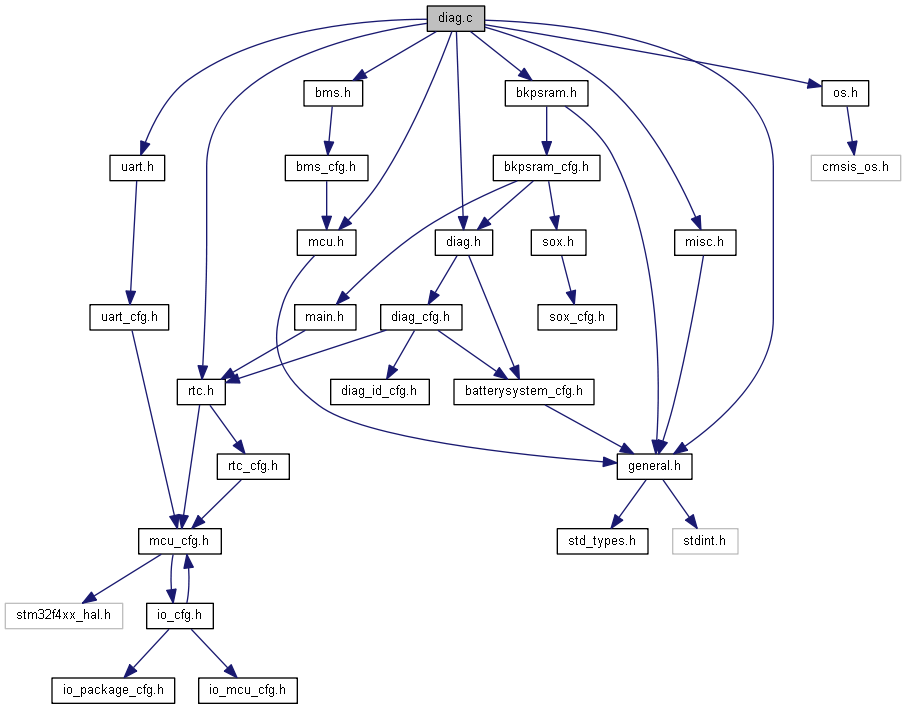 diag.c
bms.h
bkpsram.h
os.h
uart.h
bms_cfg.h
bkpsram_cfg.h
cmsis_os.h
mcu.h
diag.h
sox.h
misc.h
uart_cfg.h
main.h
diag_cfg.h
sox_cfg.h
rtc.h
diag_id_cfg.h
batterysystem_cfg.h
rtc_cfg.h
general.h
mcu_cfg.h
std_types.h
stdint.h
stm32f4xx_hal.h
io_cfg.h
io_package_cfg.h
io_mcu_cfg.h